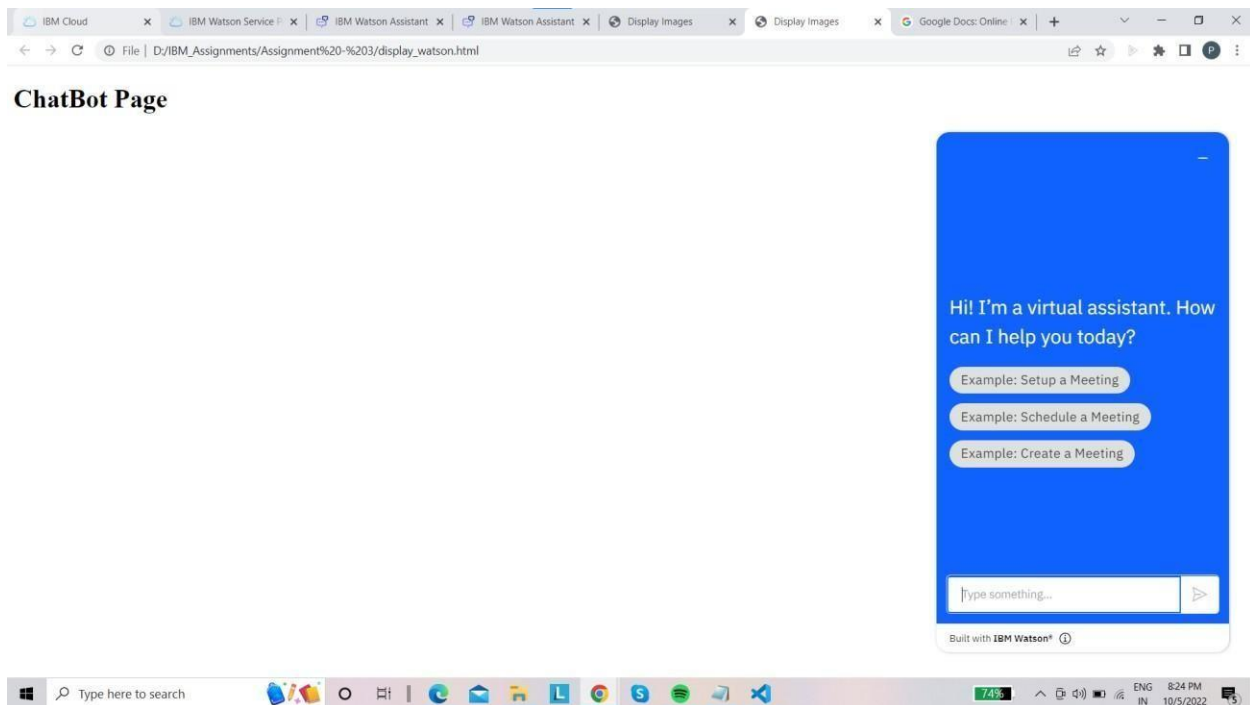 IBM Cloud
IBM Watson Service P
IBM Watson Assistant
IBM Watson Assistant
Display Images
Display Images
Google Docs: Online
File | D:/IBM_Assignments/Assignment%20-%203/display_watson.html
P
ChatBot Page
Hi! I'm a virtual assistant. How
can I help you today?
Example: Setup a Meeting
Example: Schedule a Meeting
Example: Create a Meeting
Type something...
Built with IBM Watson®
Type here to search
L
S
74%
ENG
IN
8:24 PM
10/5/2022
5